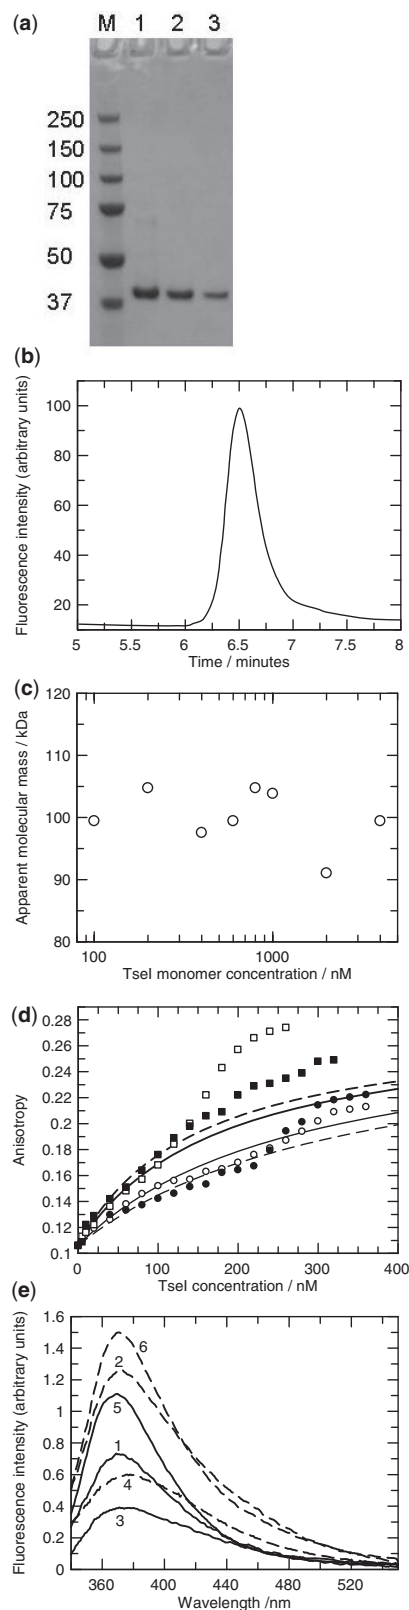 (a) M 1 2 3
250
150
100
75
50
37
(b)
Fluorescence intensity (arbitrary units)
100
80
60
40
20
5 5.5 6 6.5 7 7.5 8
Time / minutes
(c)
Apparent molecular mass / kDa
120
110
100
90
80
100 1000
TseI monomer concentration / nM
(d)
Anisotropy
0.28
0.26
0.24
0.22
0.2
0.18
0.16
0.14
0.12
0.1
0 50 100 150 200 250 300 350 400
TseI concentration / nM
(e)
Fluorescence intensity (arbitrary units)
1.6
1.4
1.2
1
0.8
0.6
0.4
0.2
0
6
2
5
1
4
3
360 400 440 480 520
Wavelength /nm